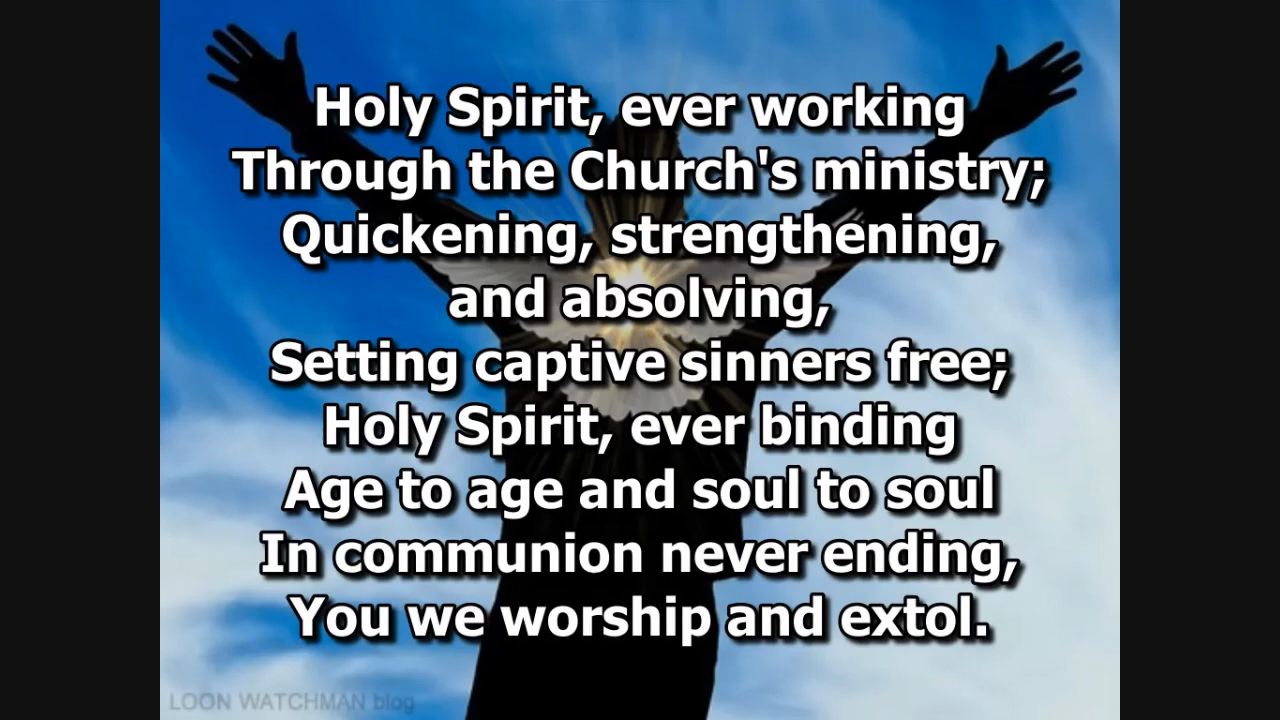 Holy Spirit, ever working
Through the Church's ministry;
Quickening, strengthening,
and absolving,
Setting captive sinners free;
Holy Spirit, ever binding
Age to age and soul to soul
In communion never ending,
You we worship and extol.
LOON WATCHMAN blog